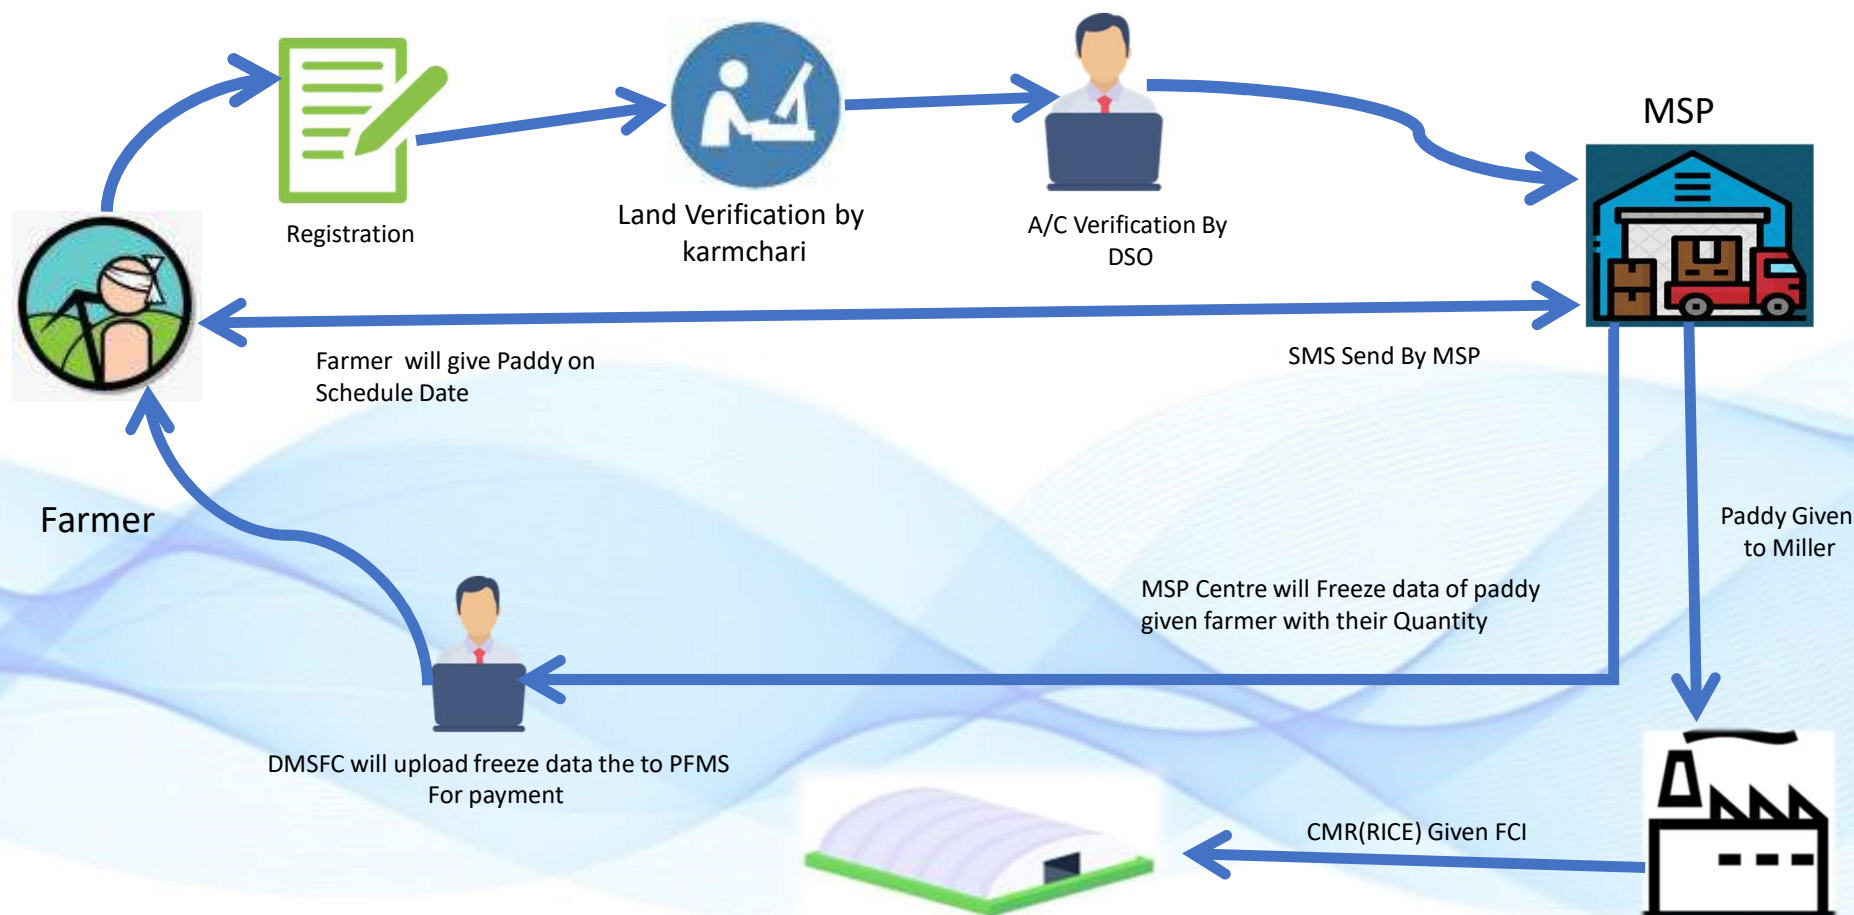 MSP
Registration
Land Verification by
karmchari
A/C Verification By
DSO
Farmer  will give Paddy on
Schedule Date
SMS Send By MSP
Farmer
Paddy Given
to Miller
MSP Centre will Freeze data of paddy
given farmer with their Quantity
DMSFC will upload freeze data the to PFMS
For payment
CMR(RICE) Given FCI